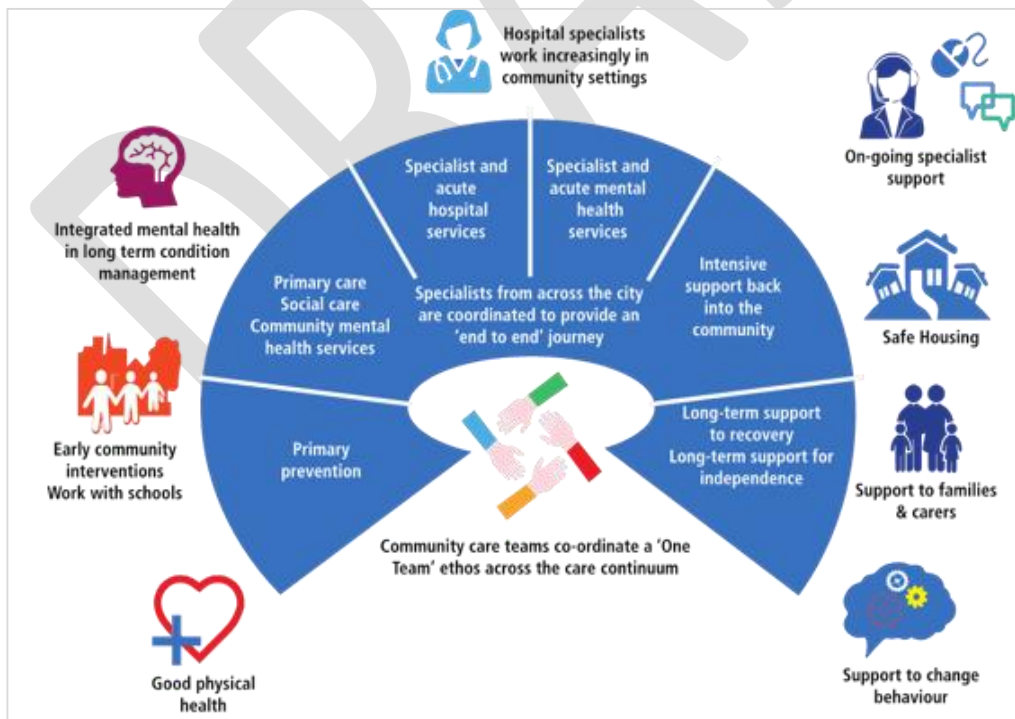 Hospital specialists
work increasingly in
community settings
On-going specialist
support
Integrated mental health
in long term condition
management
Specialist and
acute
hospital
services
Specialist and
acute mental
health
services
Primary care
Social care
Community mental
health services
Specialists from across the city
are coordinated to provide an
'end to end' journey
Intensive
support back
into the
community
Safe Housing
Early community
interventions
Work with schools
Primary
prevention
Long-term support
to recovery
Long-term support for
independence
Support to families
& carers
Community care teams co-ordinate a 'One
Team' ethos across the care continuum
Good physical
health
Support to change
behaviour